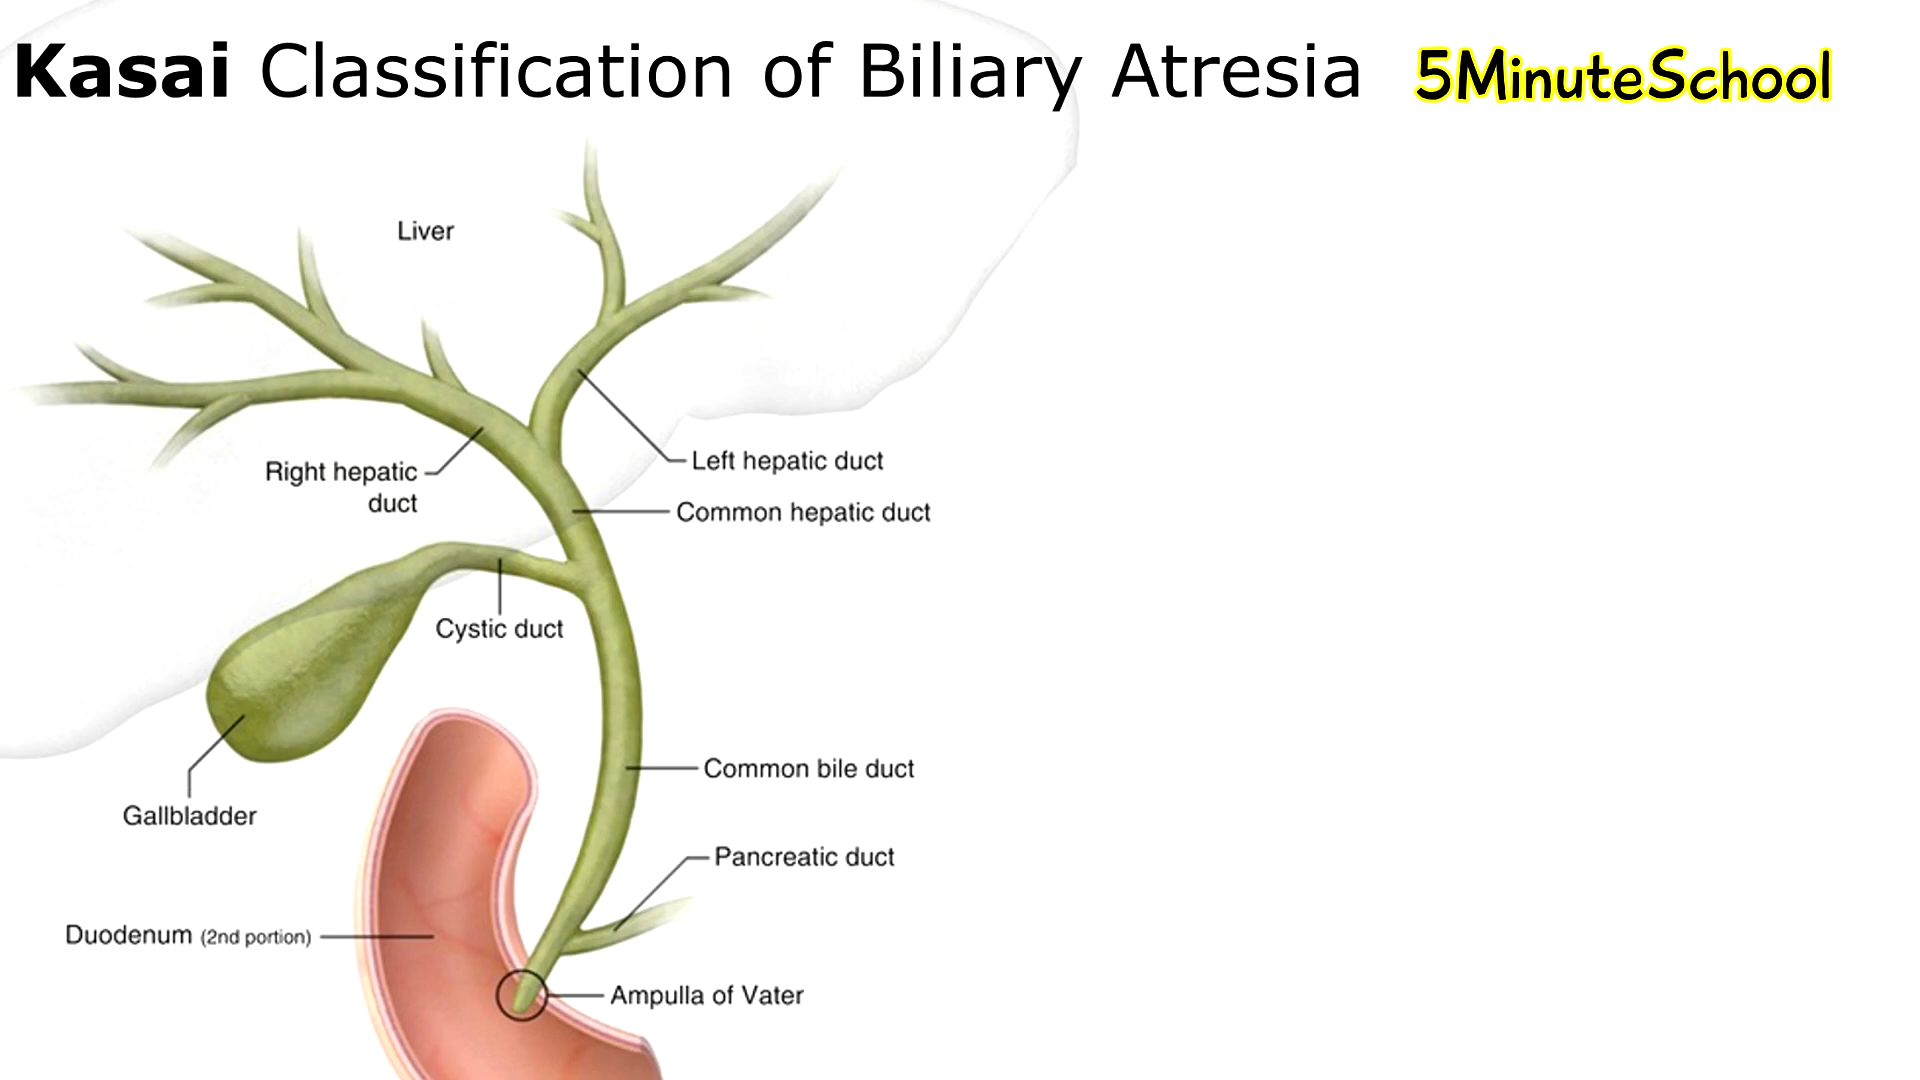 Kasai Classification of Biliary Atresia
5MinuteSchool
Liver
Right hepatic
duct
Left hepatic duct
Common hepatic duct
Cystic duct
Common bile duct
Gallbladder
Pancreatic duct
Duodenum (2nd portion)
Ampulla of Vater